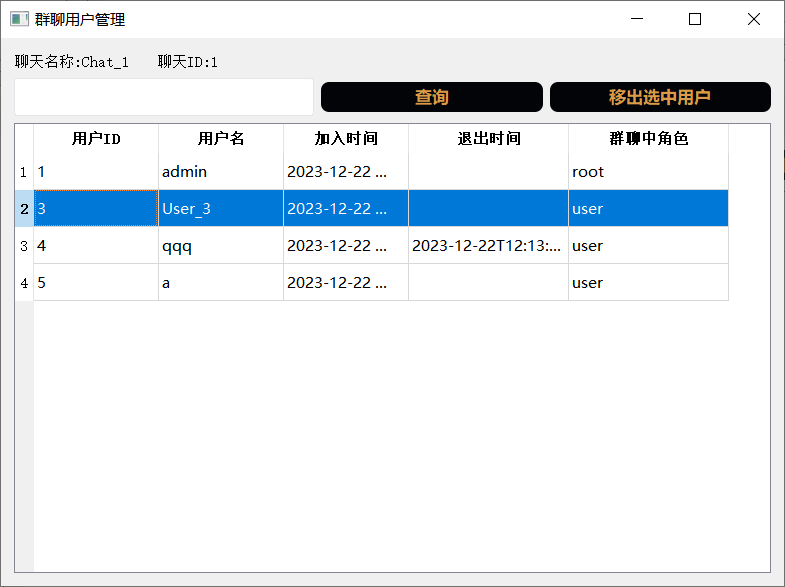 群聊用户管理
聊天名称:Chat_1 聊天ID:1
查询 移出选中用户
用户ID 用户名 加入时间 退出时间 群聊中角色
1 1 admin 2023-12-22 ... root
2 3 User_3 2023-12-22 ... user
3 4 qqq 2023-12-22 ... 2023-12-22T12:13:... user
4 5 a 2023-12-22 ... user